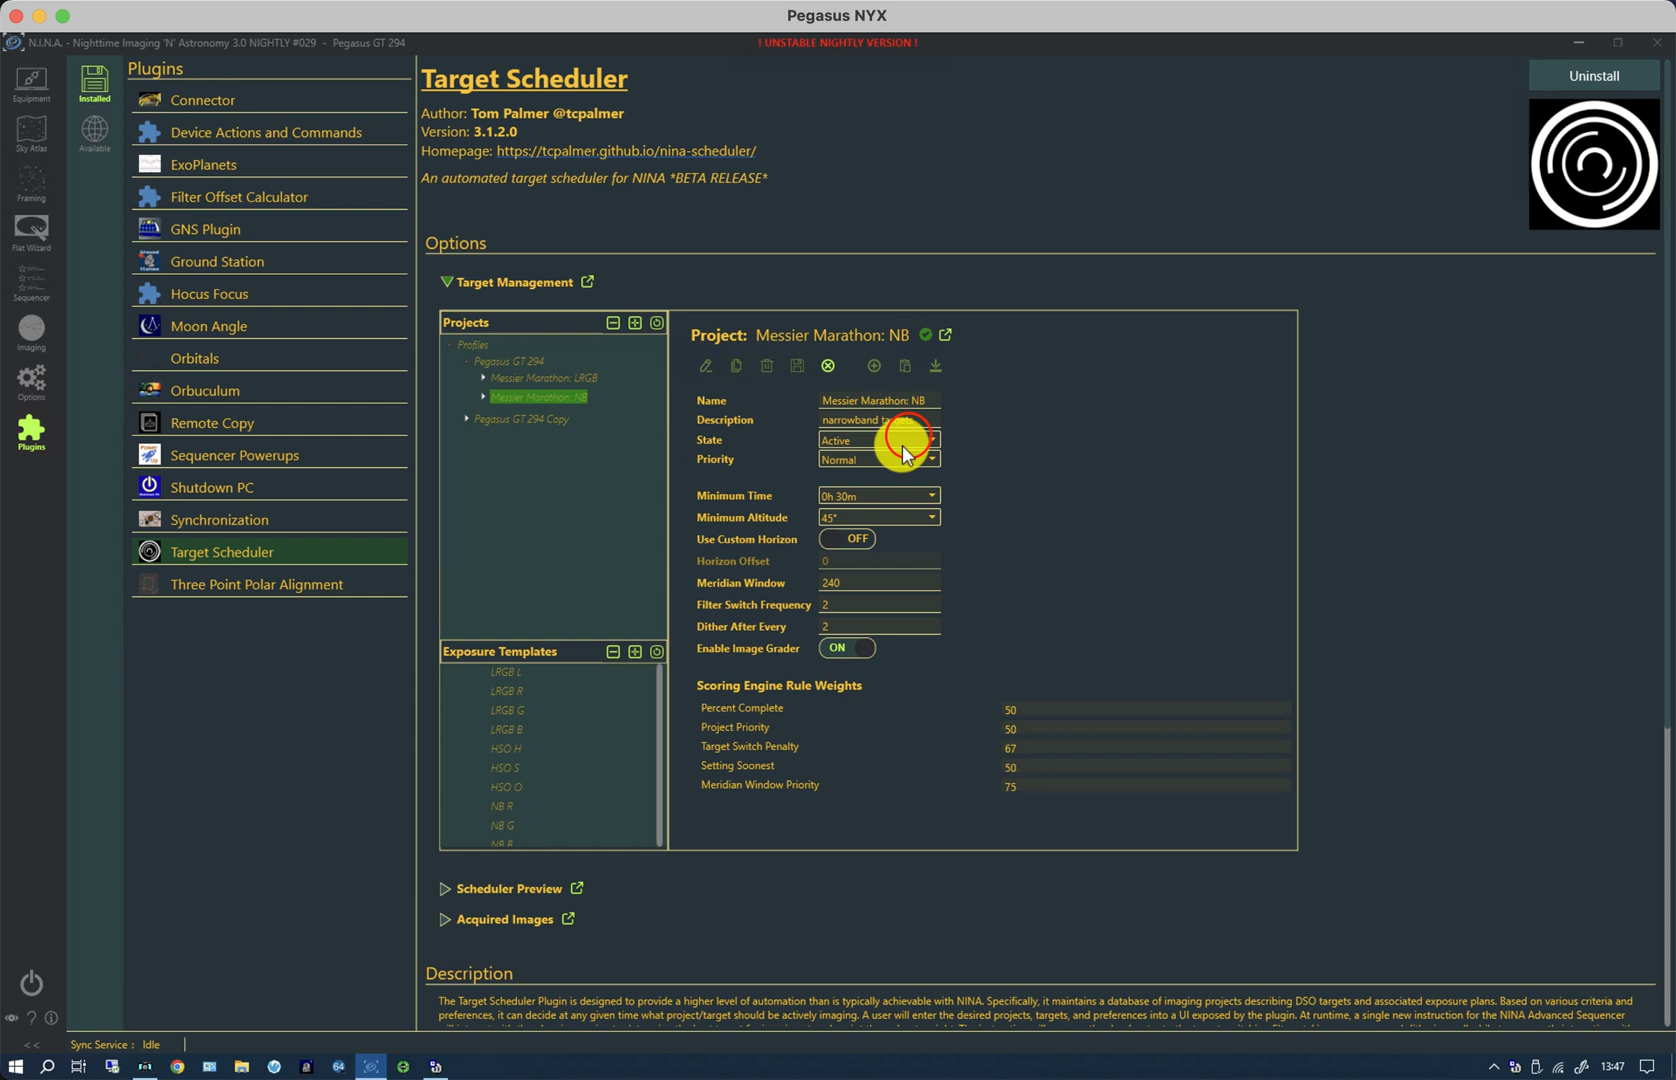 Pegasus NYX
N.I.N.A. - Nighttime Imaging 'N' Astronomy 3.0 NIGHTLY #029 - Pegasus GT 294
! UNSTABLE NIGHTLY VERSION !
Equipment
Sky Atlas
Framing
Flat Wizard
Sequencer
Imaging
Options
Plugins
Installed
Available
Plugins
Connector
Device Actions and Commands
ExoPlanets
Filter Offset Calculator
GNS Plugin
Ground Station
Hocus Focus
Moon Angle
Orbitals
Orbuculum
Remote Copy
Sequencer Powerups
Shutdown PC
Synchronization
Target Scheduler
Three Point Polar Alignment
Target Scheduler
Uninstall
Author: Tom Palmer @tcpalmer
Version: 3.1.2.0
Homepage: https://tcpalmer.github.io/nina-scheduler/
An automated target scheduler for NINA *BETA RELEASE*
Options
Target Management
Projects
Profiles
Pegasus GT 294
Messier Marathon: LRGB
Messier Marathon: NB
Pegasus GT 294 Copy
Exposure Templates
LRGB L
LRGB R
LRGB G
LRGB B
HSO H
HSO S
HSO O
NB R
NB G
NB B
Project: Messier Marathon: NB
Name Messier Marathon: NB
Description narrowband targets
State Active
Priority Normal
Minimum Time 0h 30m
Minimum Altitude 45°
Use Custom Horizon OFF
Horizon Offset 0
Meridian Window 240
Filter Switch Frequency 2
Dither After Every 2
Enable Image Grader ON
Scoring Engine Rule Weights
Percent Complete 50
Project Priority 50
Target Switch Penalty 67
Setting Soonest 50
Meridian Window Priority 75
Scheduler Preview
Acquired Images
Description
The Target Scheduler Plugin is designed to provide a higher level of automation than is typically achievable with NINA. Specifically, it maintains a database of imaging projects describing DSO targets and associated exposure plans. Based on various criteria and
preferences, it can decide at any given time what project/target should be actively imaging. A user will enter the desired projects, targets, and preferences into a UI exposed by the plugin. At runtime, a single new instruction for the NINA Advanced Sequencer
<< Sync Service : Idle
64
13:47